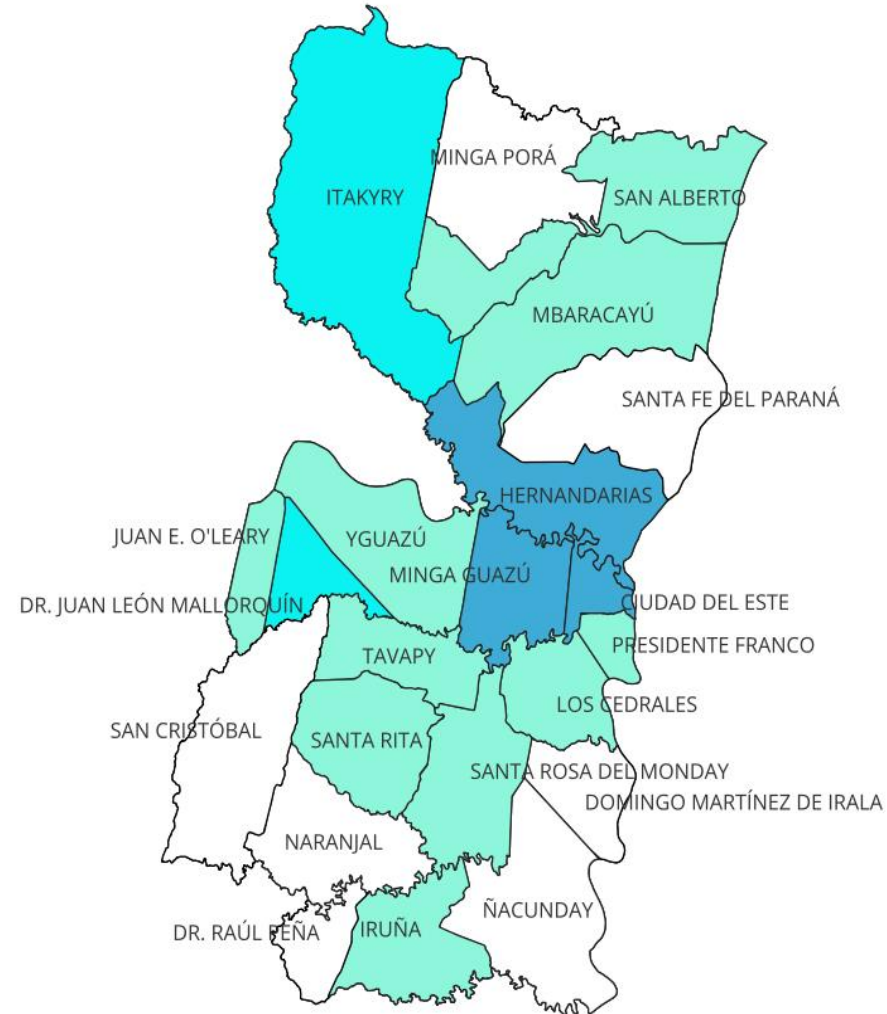 MINGA PORÁ
ITAKYRY
SAN ALBERTO
MBARACAYÚ
SANTA FE DEL PARANÁ
HERNANDARIAS
JUAN E. O'LEARY
YGUAZÚ
MINGA GUAZÚ
DR. JUAN LEÓN MALLORQUÍN
CIUDAD DEL ESTE
PRESIDENTE FRANCO
TAVAPY
LOS CEDRALES
SAN CRISTÓBAL
SANTA RITA
SANTA ROSA DEL MONDAY
DOMINGO MARTÍNEZ DE IRALA
NARANJAL
ÑACUNDAY
DR. RAÚL PEÑA
IRUÑA